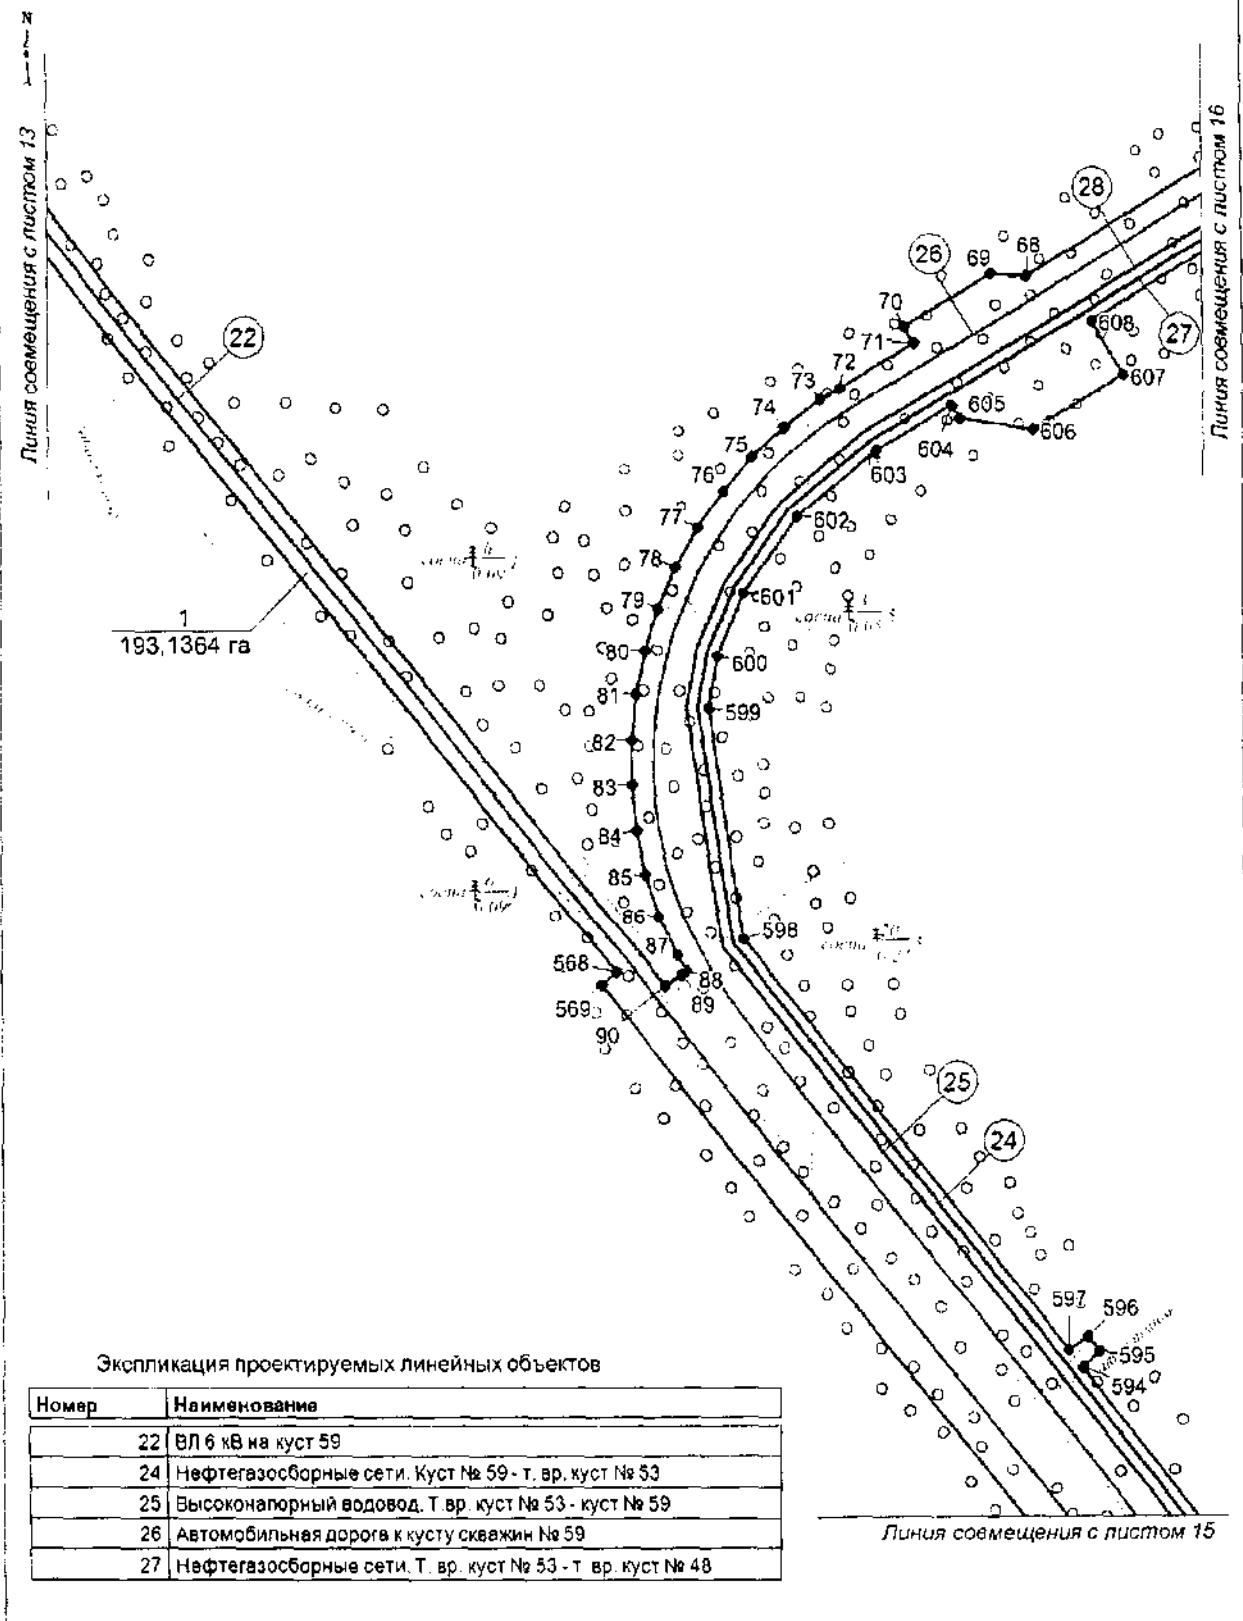 N
Линия совмещения с листом 13
Линия совмещения с листом 16
28
26
69
68
70
71
22
27
608
607
72
73
74
605
604
606
75
76
603
77
602
78
601
79
1
193,1364 га
80
600
81
599
82
83
84
85
86
598
87
568
88
569
89
90
25
24
597
596
595
594
сосна
сосна
сосна
сосна
Экспликация проектируемых линейных объектов
Номер Наименование
22 ВЛ 6 кВ на куст 59
24 Нефтегазосборные сети. Куст № 59 - т. вр. куст № 53
25 Высоконапорный водовод. Т.вр. куст № 53 - куст № 59
26 Автомобильная дорога к кусту скважин № 59
27 Нефтегазосборные сети. Т. вр. куст № 53 - т вр. куст № 48
Линия совмещения с листом 15